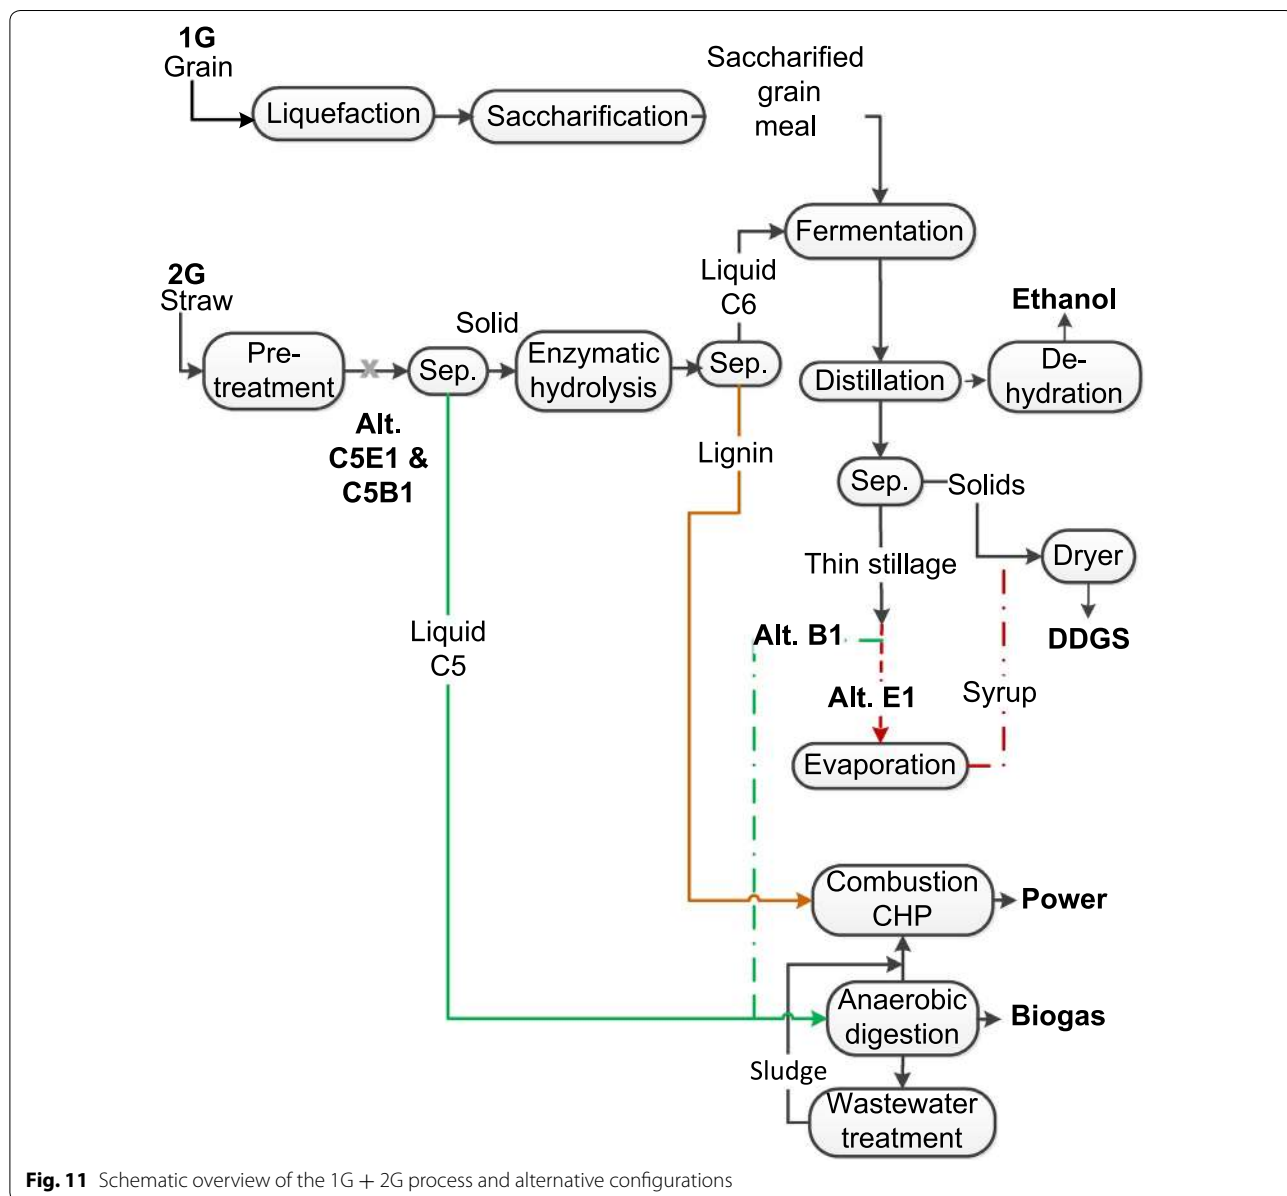 1G
Grain
Liquefaction
Saccharification
Saccharified
grain
meal
Fermentation
2G
Straw
Pre-
treatment
x
Sep.
Solid
Enzymatic
hydrolysis
Sep.
Liquid
C6
Ethanol
De-
hydration
Distillation
Alt.
C5E1 &
C5B1
Lignin
Sep.
Solids
Dryer
DDGS
Thin stillage
Liquid
C5
Alt. B1
Alt. E1
Syrup
Evaporation
Combustion
CHP
Power
Anaerobic
digestion
Biogas
Sludge
Wastewater
treatment
Fig. 11 Schematic overview of the 1G + 2G process and alternative configurations